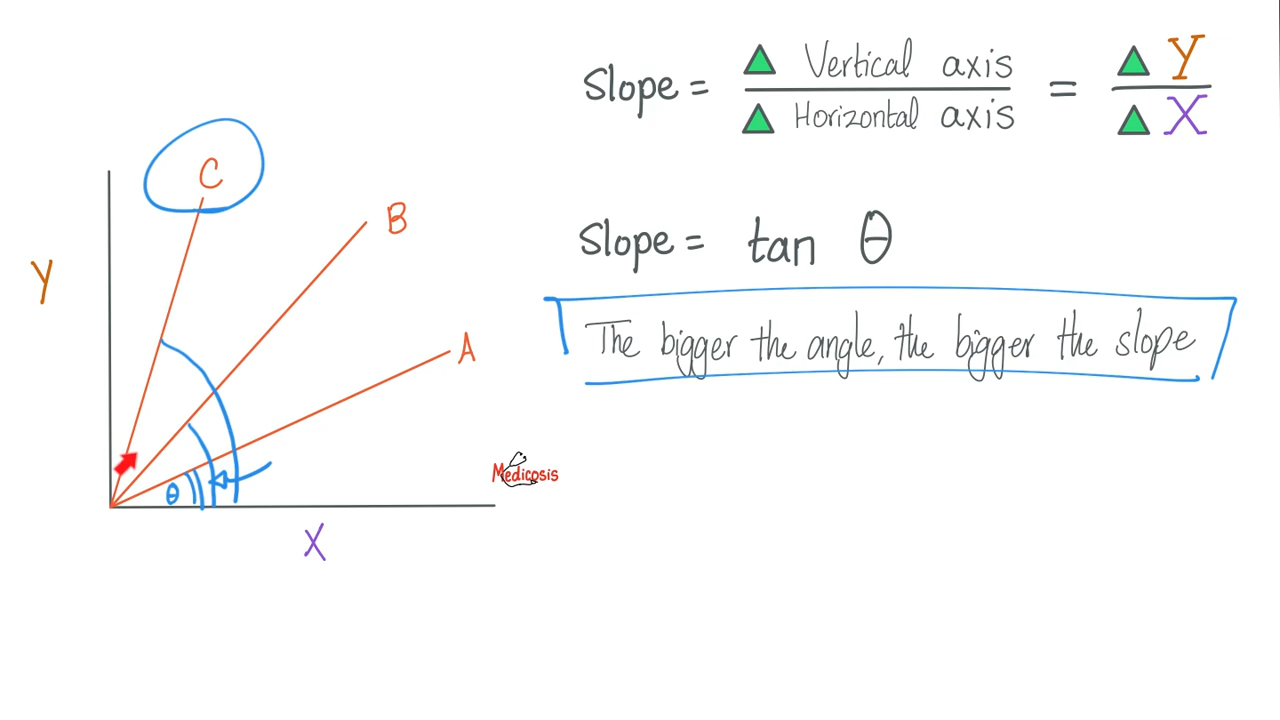 Slope = ▲ Vertical axis / ▲ Horizontal axis = ▲ Y / ▲ X
C
B
Y
Slope = tan θ
The bigger the angle, the bigger the slope
A
Medicosis
θ
X